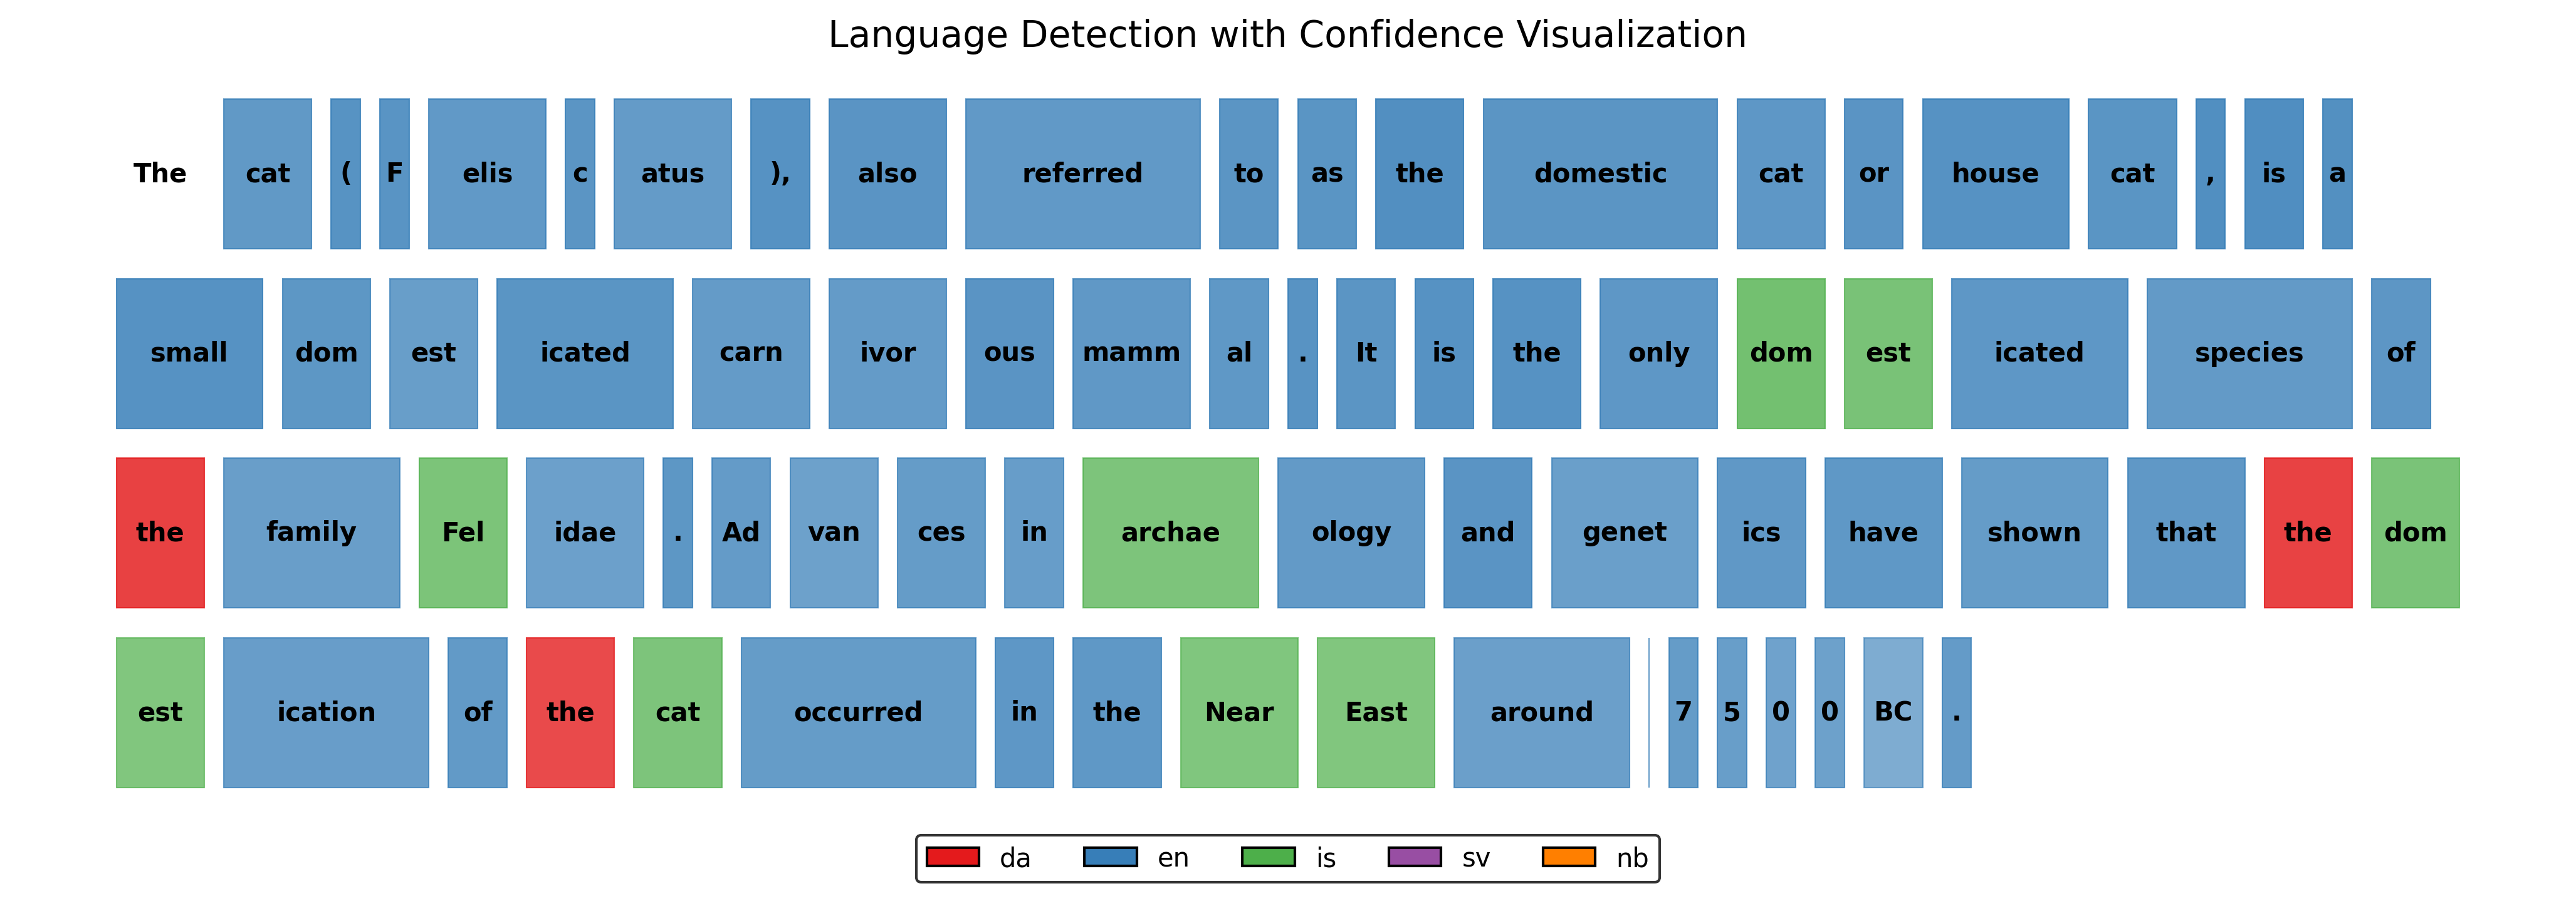 Language Detection with Confidence Visualization
The cat ( F elis c atus ), also referred to as the domestic cat or house cat , is a
small dom est icated carn ivor ous mamm al . It is the only dom est icated species of
the family Fel idae . Ad van ces in archae ology and genet ics have shown that the dom
est ication of the cat occurred in the Near East around 7 5 0 0 BC .
da en is sv nb